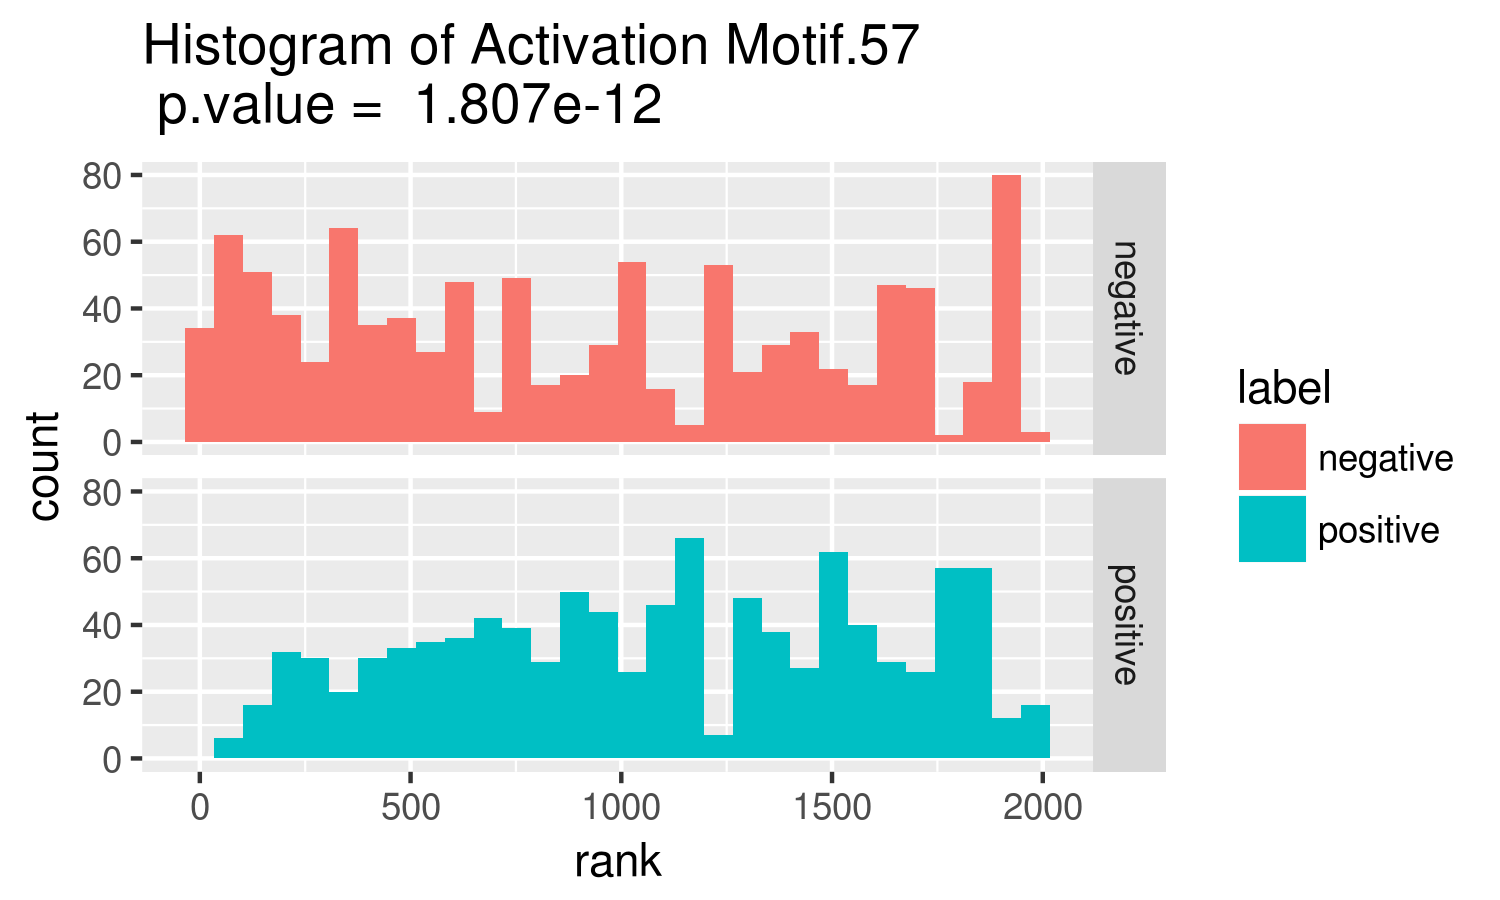 Histogram of Activation Motif.57
p.value = 1.807e-12
80
60
40
20
0
negative
count
80
60
40
20
0
positive
0 500 1000 1500 2000
rank
label
negative
positive